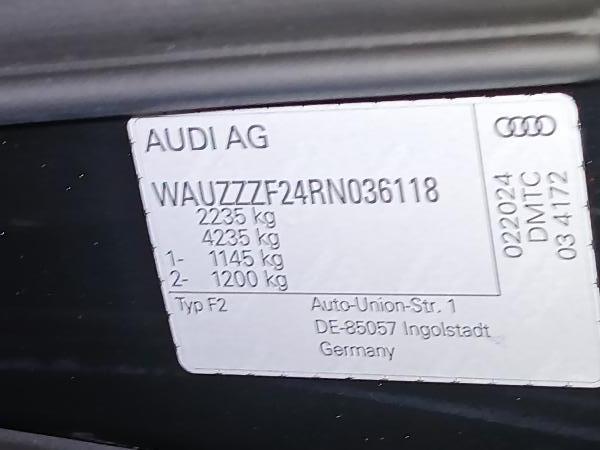 AUDI AG
WAUZZZF24RN036118
2235 kg
4235 kg
1- 1145 kg
2- 1200 kg
Typ F2
Auto-Union-Str. 1
DE-85057 Ingolstadt
Germany
022024
DMTC
03 4172